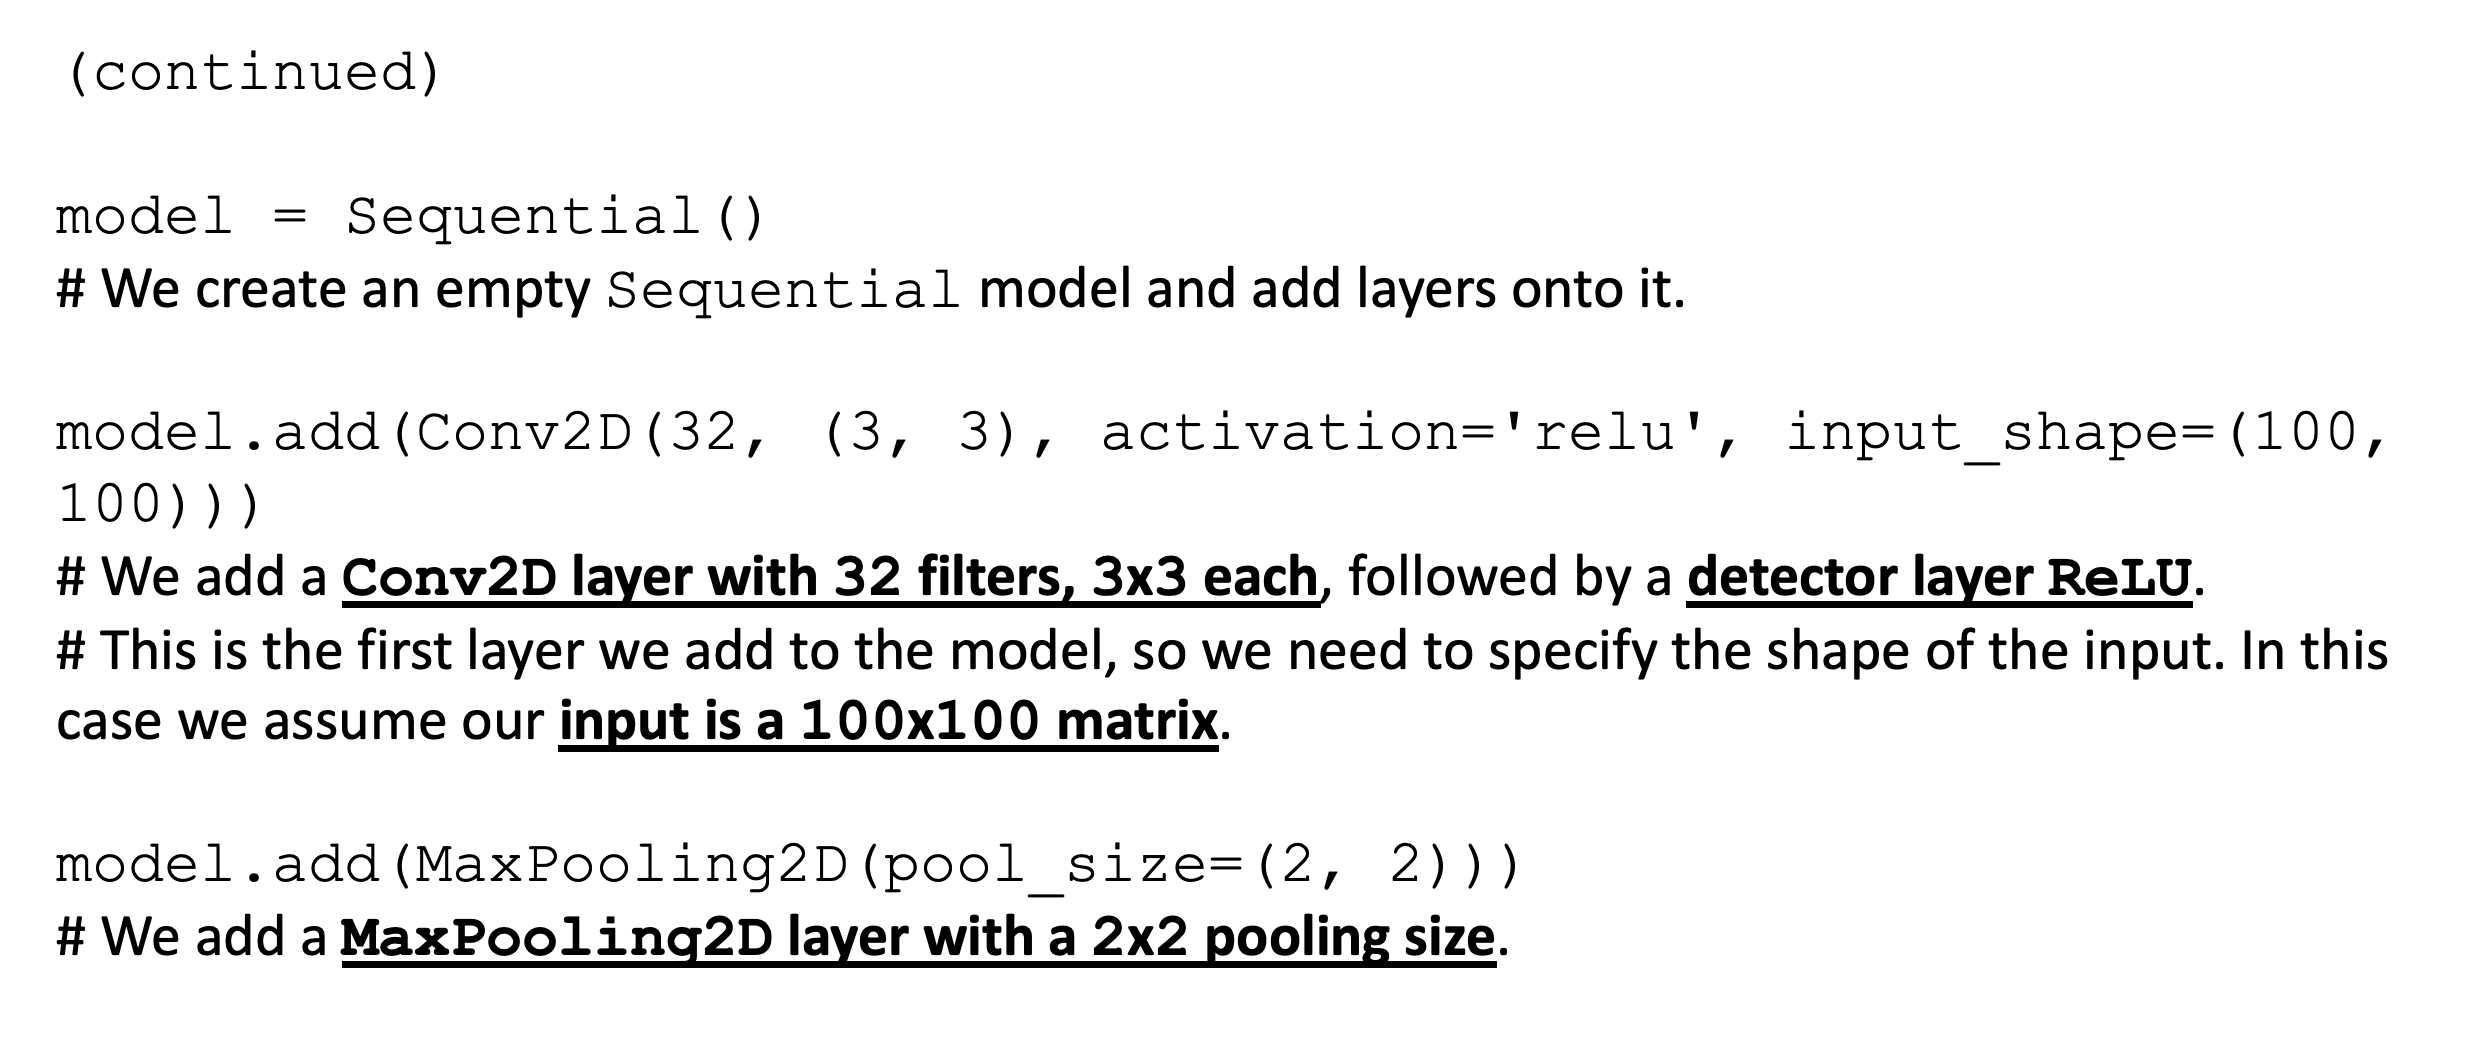 (continued)
model = Sequential()
# We create an empty Sequential model and add layers onto it.
model.add(Conv2D(32, (3, 3), activation='relu', input_shape=(100,
100)))
# We add a Conv2D layer with 32 filters, 3x3 each, followed by a detector layer ReLU.
# This is the first layer we add to the model, so we need to specify the shape of the input. In this
case we assume our input is a 100x100 matrix.
model.add(MaxPooling2D(pool_size=(2, 2)))
# We add a MaxPooling2D layer with a 2x2 pooling size.